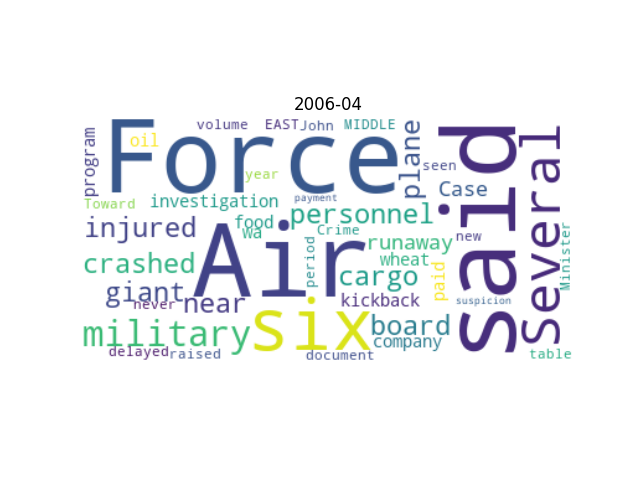 2006-04
program
Force
oil
volume
EAST
John
MIDDLE
year
plane
said
Several
seen
Case
Toward
investigation
payment
injured
food
wa
personnel
Crime
runaway
new
Minister
Air
crashed
giant
never
near
period
cargo
wheat
paid
kickback
suspicion
military
six
board
company
delayed
raised
document
table